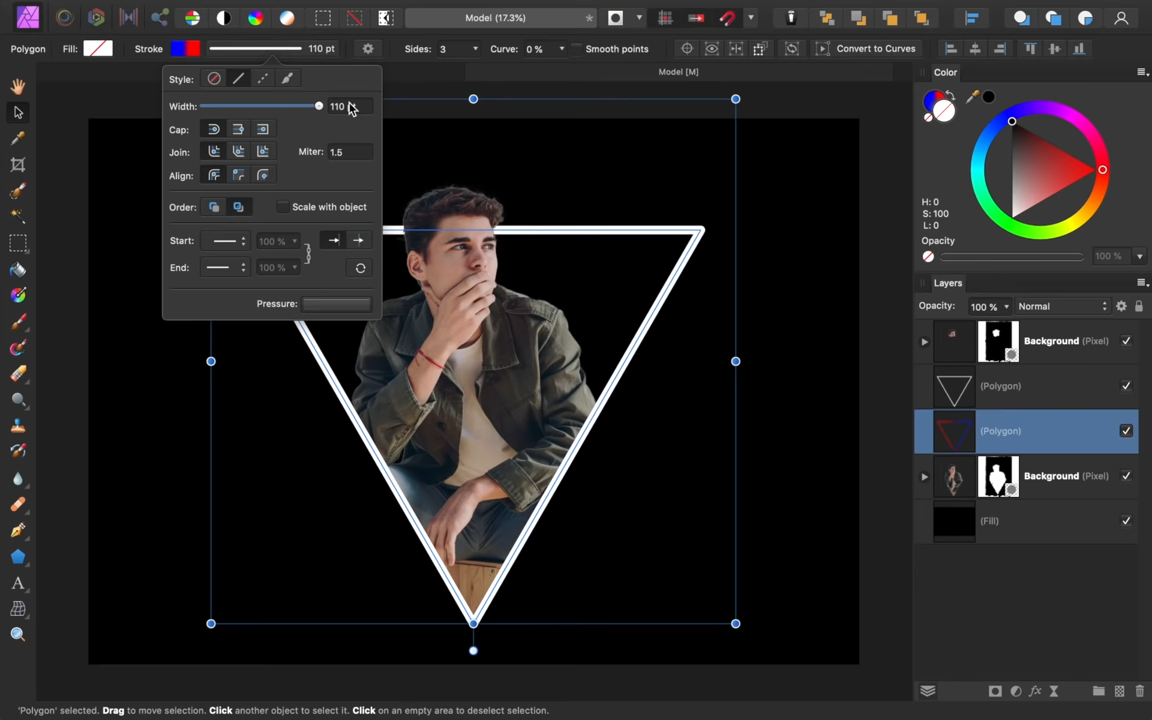 Model (17.3%)
*
Polygon Fill: Stroke 110 pt Sides: 3 Curve: 0 % Smooth points Convert to Curves
Model [M]
Color
Style:
Width: 110
Cap:
Join: Miter: 1.5
Align:
Order: Scale with object
Start: 100 %
End: 100 %
Pressure:
H: 0
S: 100
L: 0
Opacity
100 %
Layers
Opacity: 100 % Normal
Background (Pixel)
(Polygon)
(Polygon)
Background (Pixel)
(Fill)
A
'Polygon' selected. Drag to move selection. Click another object to select it. Click on an empty area to deselect selection.